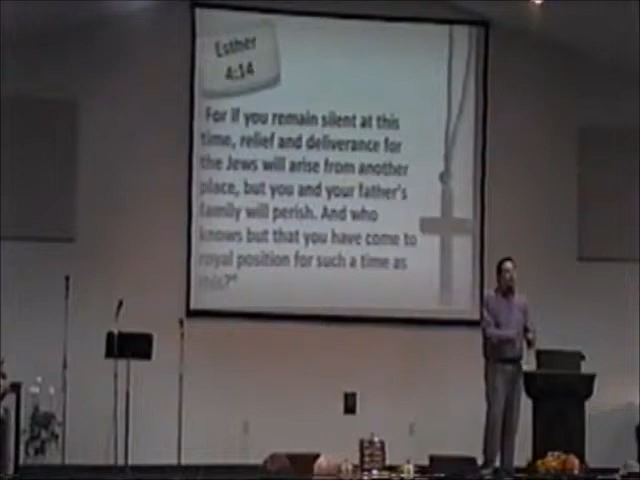 Esther
4:14
For if you remain silent at this
time, relief and deliverance for
the Jews will arise from another
place, but you and your father's
family will perish. And who
knows but that you have come to
royal position for such a time as
this?"